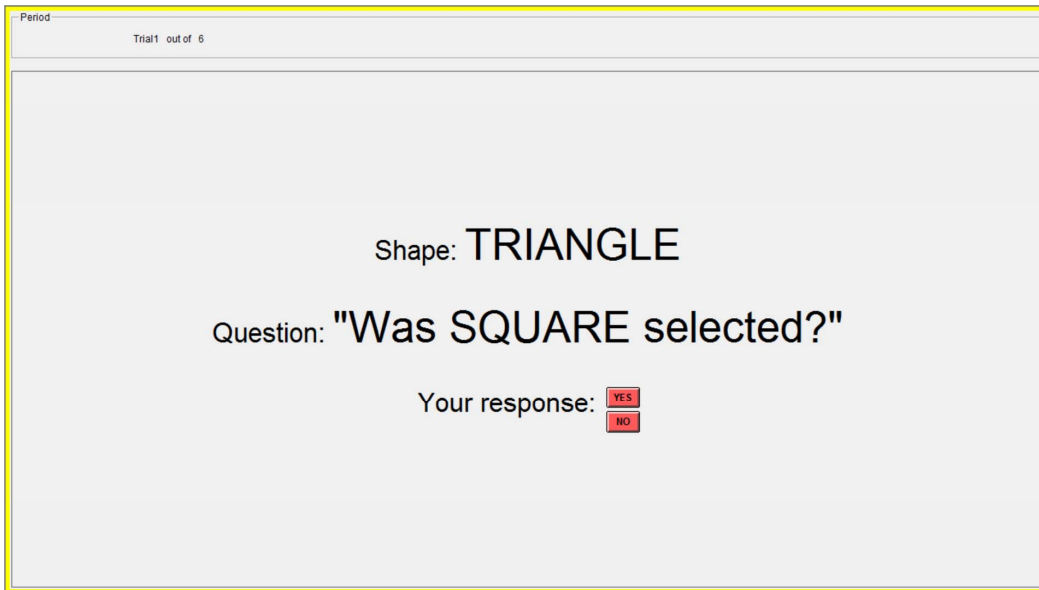 Period
Trial1 out of 6
Shape: TRIANGLE
Question: "Was SQUARE selected?"
Your response: YES
NO